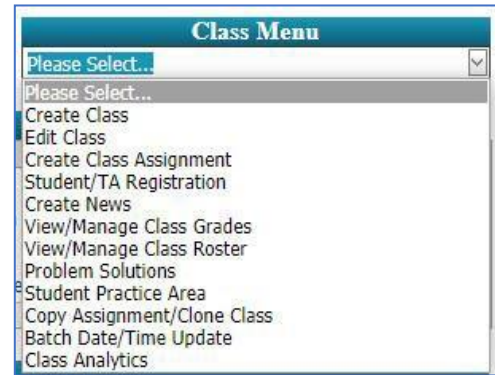 Class Menu
Please Select...
Please Select...
Create Class
Edit Class
Create Class Assignment
Student/TA Registration
Create News
View/Manage Class Grades
View/Manage Class Roster
Problem Solutions
Student Practice Area
Copy Assignment/Clone Class
Batch Date/Time Update
Class Analytics